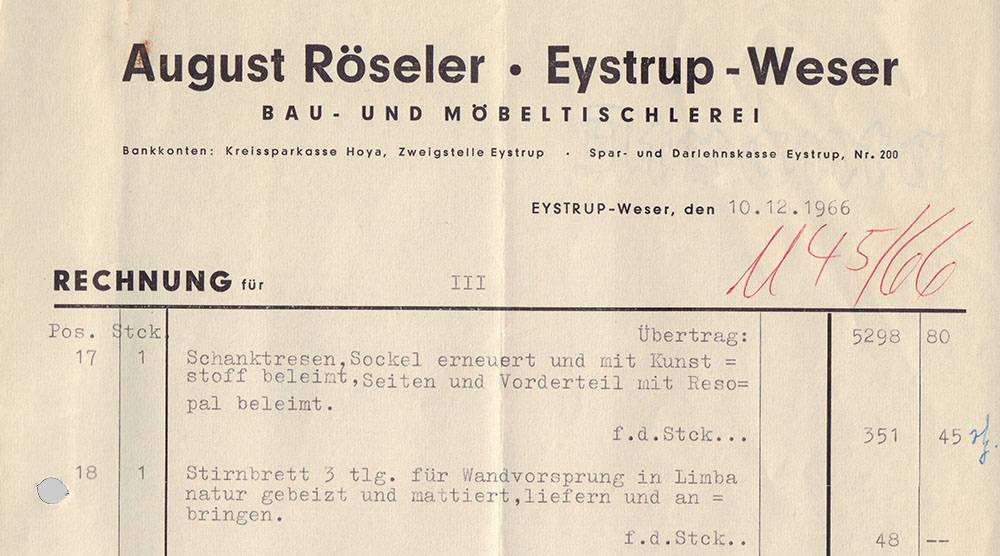 August Röseler • Eystrup-Weser
BAU- UND MÖBELTISCHLEREI
Bankkonten: Kreissparkasse Hoya, Zweigstelle Eystrup · Spar- und Darlehnskasse Eystrup, Nr. 200
EYSTRUP-Weser, den 10.12.1966
M 45/66
RECHNUNG für III
Pos. Stck. Übertrag: 5298 80
17 1 Schanktresen,Sockel erneuert und mit Kunst =
stoff beleimt,Seiten und Vorderteil mit Reso=
pal beleimt.
f.d.Stck... 351 45
18 1 Stirnbrett 3 tlg. für Wandvorsprung in Limba
natur gebeizt und mattiert,liefern und an =
bringen.
f.d.Stck.. 48 --